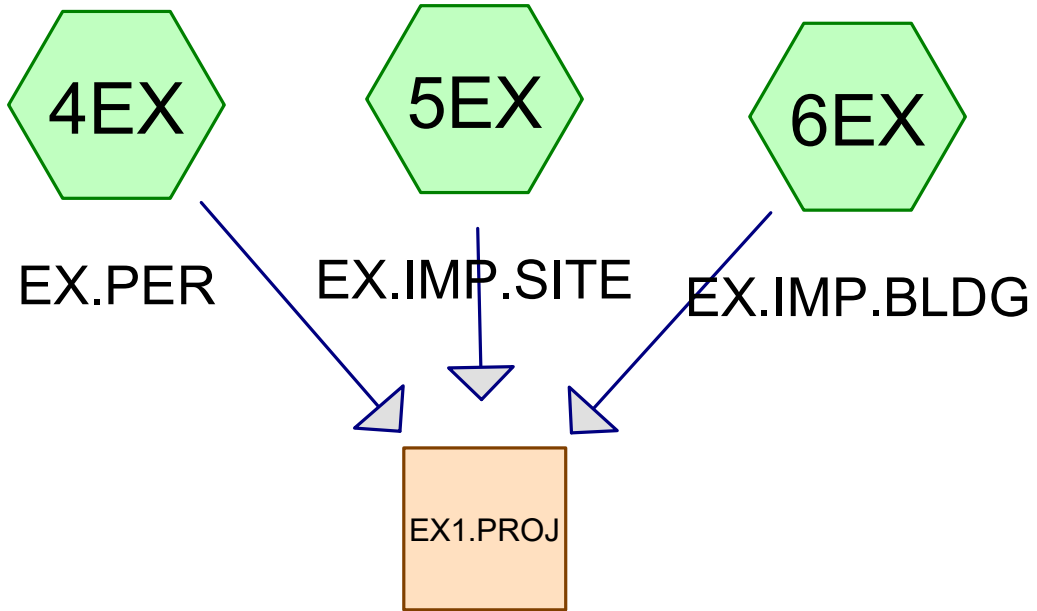 4EX
5EX
6EX
EX.PER
EX.IMP.SITE
EX.IMP.BLDG
EX1.PROJ